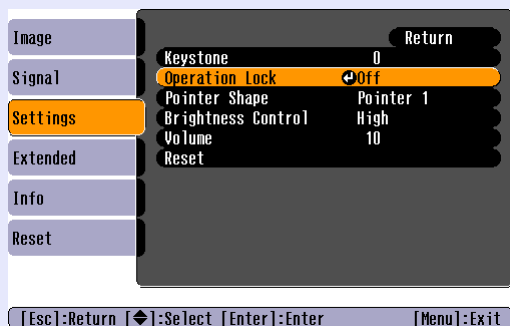 Image
Signal
Settings
Extended
Info
Reset
Return
Keystone 0
Operation Lock Off
Pointer Shape Pointer 1
Brightness Control High
Volume 10
Reset
[Esc]:Return [◆]:Select [Enter]:Enter [Menu]:Exit